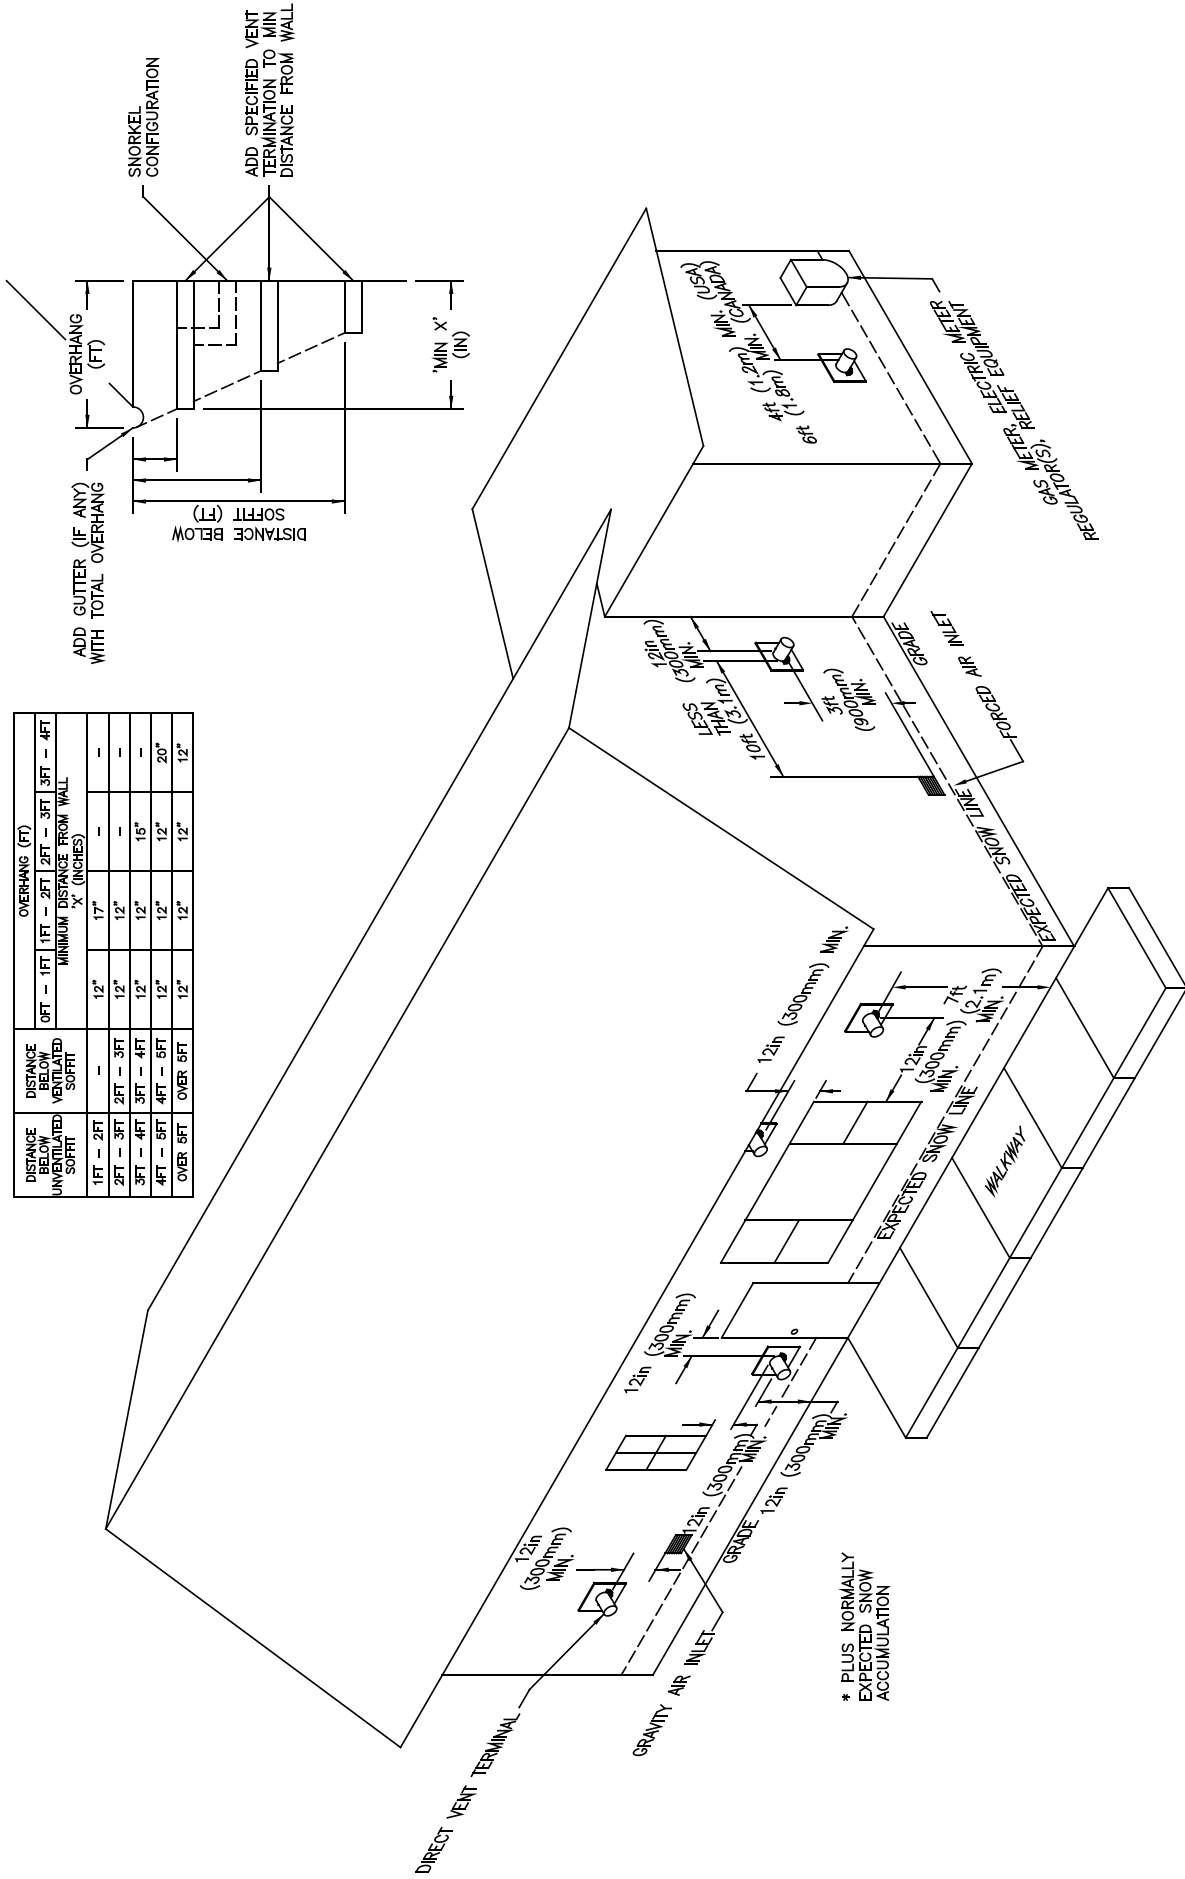 DISTANCE
BELOW
UNVENTILATED
SOFFIT
DISTANCE
BELOW
VENTILATED
SOFFIT
OVERHANG (FT)
0FT - 1FT 1FT - 2FT 2FT - 3FT 3FT - 4FT
MINIMUM DISTANCE FROM WALL
'X' (INCHES)
1FT - 2FT - 12" 17" - -
2FT - 3FT 2FT - 3FT 12" 12" - -
3FT - 4FT 3FT - 4FT 12" 12" 15" -
4FT - 5FT 4FT - 5FT 12" 12" 12" 20"
OVER 5FT OVER 5FT 12" 12" 12" 12"
ADD GUTTER (IF ANY)
WITH TOTAL OVERHANG
OVERHANG
(FT)
SNORKEL
CONFIGURATION
ADD SPECIFIED VENT
TERMINATION TO MIN
DISTANCE FROM WALL
DISTANCE BELOW
SOFFIT (FT)
'MIN X'
(IN)
DIRECT VENT TERMINAL
12in
(300mm)
MIN.
GRAVITY AIR INLET
12in (300mm)
MIN.
GRADE
12in (300mm)
MIN.
12in (300mm)
MIN.
12in (300mm) MIN.
EXPECTED SNOW LINE
12in
(300mm)
MIN.
7ft
(2.1m)
MIN.
WALKWAY
EXPECTED SNOW LINE
LESS
THAN
10ft (3.1m)
12in
(300mm)
MIN.
3ft
(900mm)
MIN.
GRADE
FORCED AIR INLET
4ft (1.2m) MIN. (USA)
6ft (1.8m) MIN. (CANADA)
GAS METER, ELECTRIC METER
REGULATOR(S), RELIEF EQUIPMENT
* PLUS NORMALLY
EXPECTED SNOW
ACCUMULATION